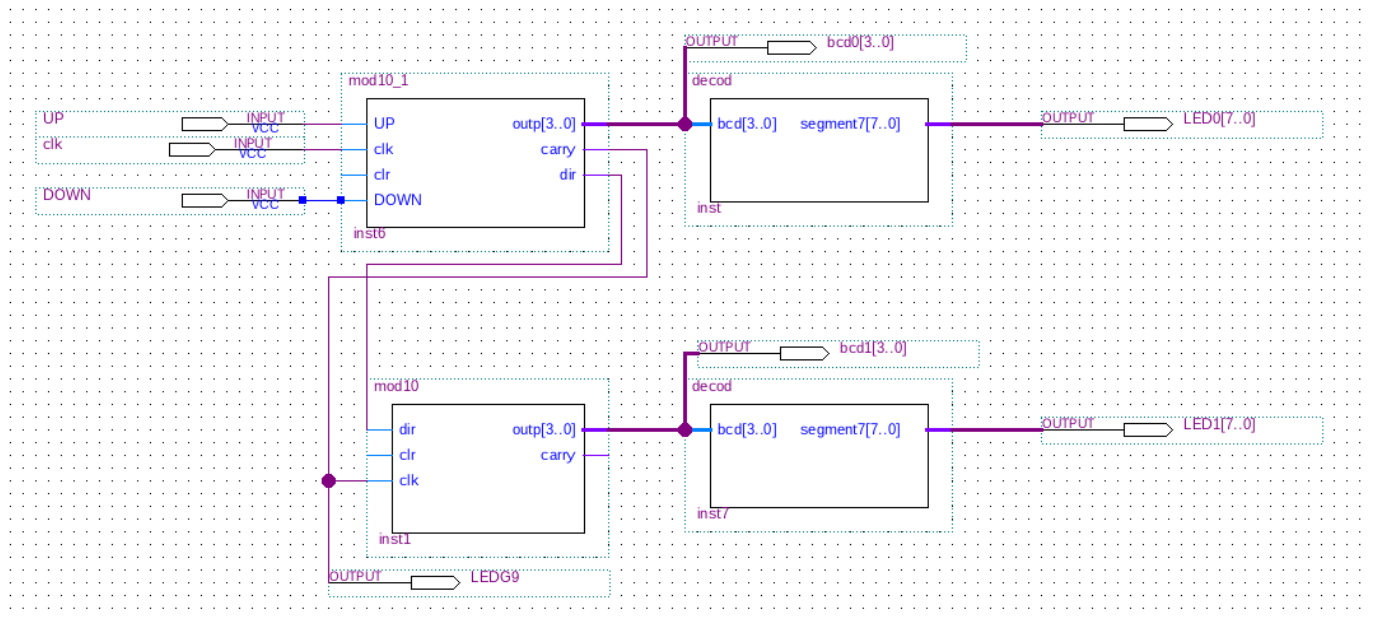 OUTPUT bcd0[3..0]
mod10_1 decod
UP INPUT VCC UP outp[3..0] bcd[3..0] segment7[7..0] OUTPUT LED0[7..0]
clk INPUT VCC clk carry
clr dir
DOWN INPUT VCC DOWN inst
inst6
OUTPUT bcd1[3..0]
mod10 decod
dir outp[3..0] bcd[3..0] segment7[7..0] OUTPUT LED1[7..0]
clr carry
clk
inst7
inst1
OUTPUT LEDG9